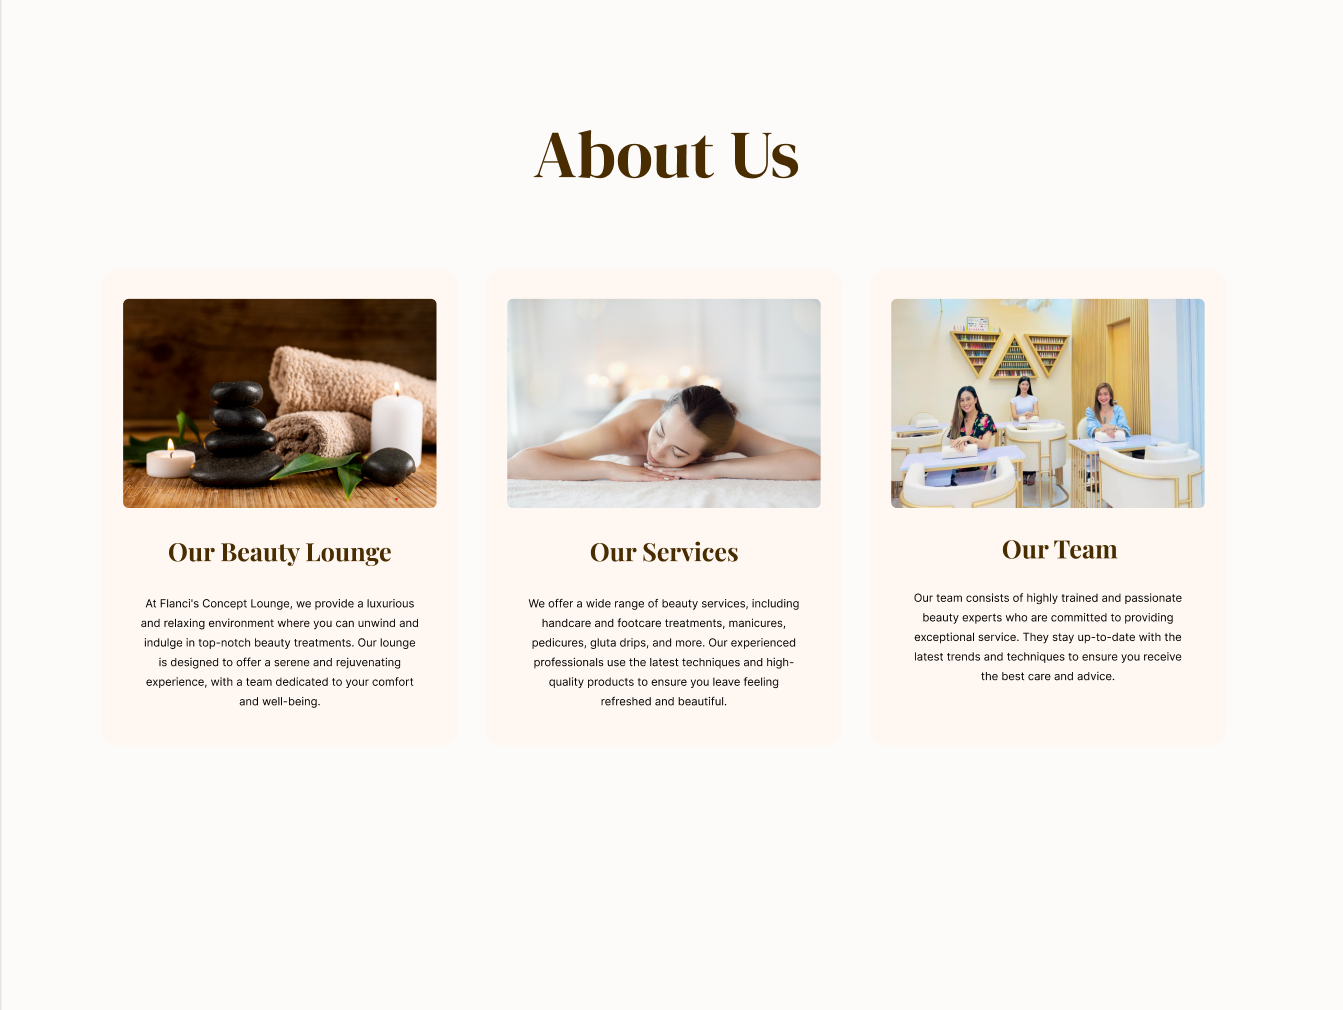 About Us
Our Beauty Lounge
At Flanci's Concept Lounge, we provide a luxurious
and relaxing environment where you can unwind and
indulge in top-notch beauty treatments. Our lounge
is designed to offer a serene and rejuvenating
experience, with a team dedicated to your comfort
and well-being.
Our Services
We offer a wide range of beauty services, including
handcare and footcare treatments, manicures,
pedicures, gluta drips, and more. Our experienced
professionals use the latest techniques and high-
quality products to ensure you leave feeling
refreshed and beautiful.
Our Team
Our team consists of highly trained and passionate
beauty experts who are committed to providing
exceptional service. They stay up-to-date with the
latest trends and techniques to ensure you receive
the best care and advice.